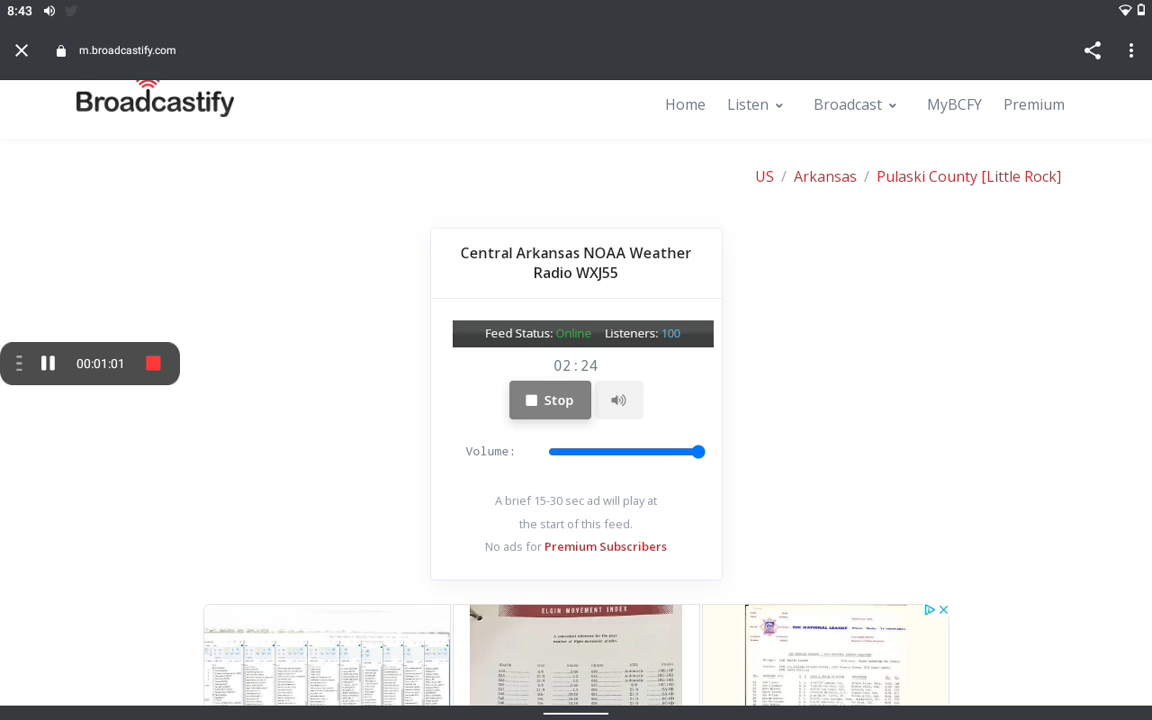 8:43
m.broadcastify.com
Broadcastify
Home Listen Broadcast MyBCFY Premium
US / Arkansas / Pulaski County [Little Rock]
Central Arkansas NOAA Weather
Radio WXJ55
Feed Status: Online Listeners: 100
02 : 24
00:01:01
Stop
Volume:
A brief 15-30 sec ad will play at
the start of this feed.
No ads for Premium Subscribers
ELGIN MOVEMENT INDEX
THE NATIONAL LEAGUE